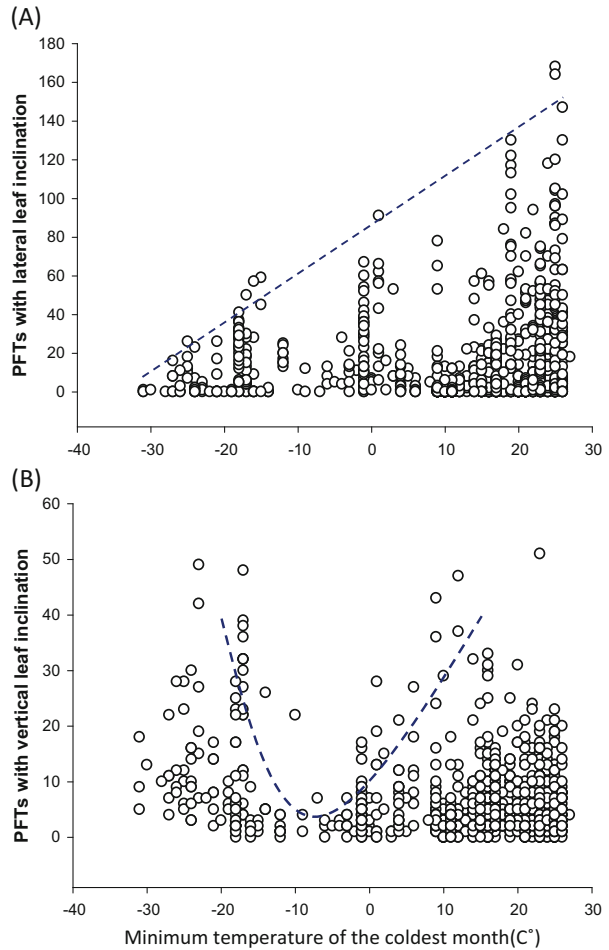 (A)
180
160
140
120
100
80
60
40
20
0
PFTs with lateral leaf inclination
-40 -30 -20 -10 0 10 20 30
(B)
60
50
40
30
20
10
0
PFTs with vertical leaf inclination
-40 -30 -20 -10 0 10 20 30
Minimum temperature of the coldest month(C°)